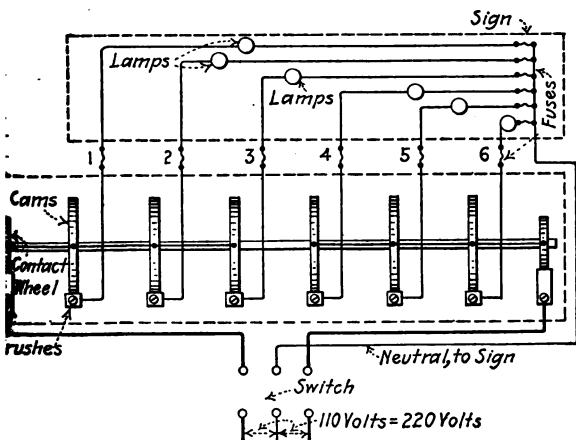 Sign
Lamps
Lamps
Fuses
1 2 3 4 5 6
Cams
Contact
Wheel
rushes
Neutral, to Sign
Switch
110 Volts = 220 Volts